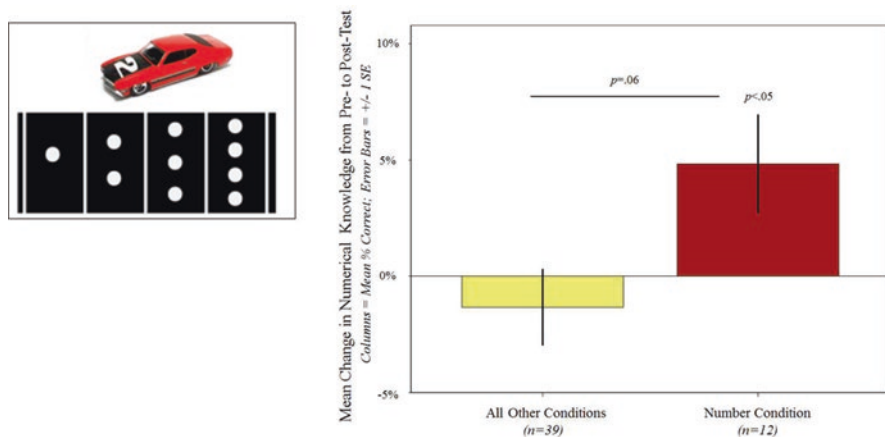 2
Mean Change in Numerical Knowledge from Pre- to Post-Test
Columns = Mean % Correct; Error Bars = +/- 1 SE
10%
5%
0%
-5%
p=.06
p<.05
All Other Conditions
(n=39)
Number Condition
(n=12)